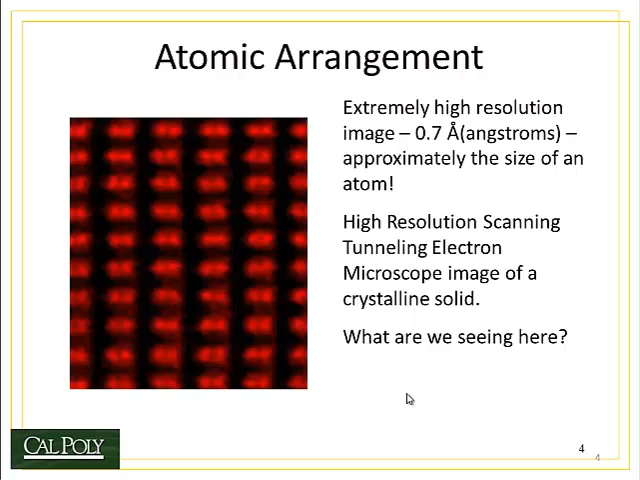 Atomic Arrangement
Extremely high resolution
image – 0.7 Å(angstroms) –
approximately the size of an
atom!
High Resolution Scanning
Tunneling Electron
Microscope image of a
crystalline solid.
What are we seeing here?
CAL POLY
4
4